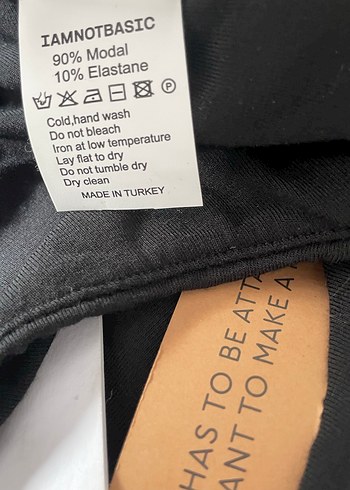 IAMNOTBASIC
90% Modal
10% Elastane
P
Cold,hand wash
Do not bleach
Iron at low temperature
Lay flat to dry
Do not tumble dry
Dry clean
MADE IN TURKEY
HAS TO BE
ANT TO MAKE A